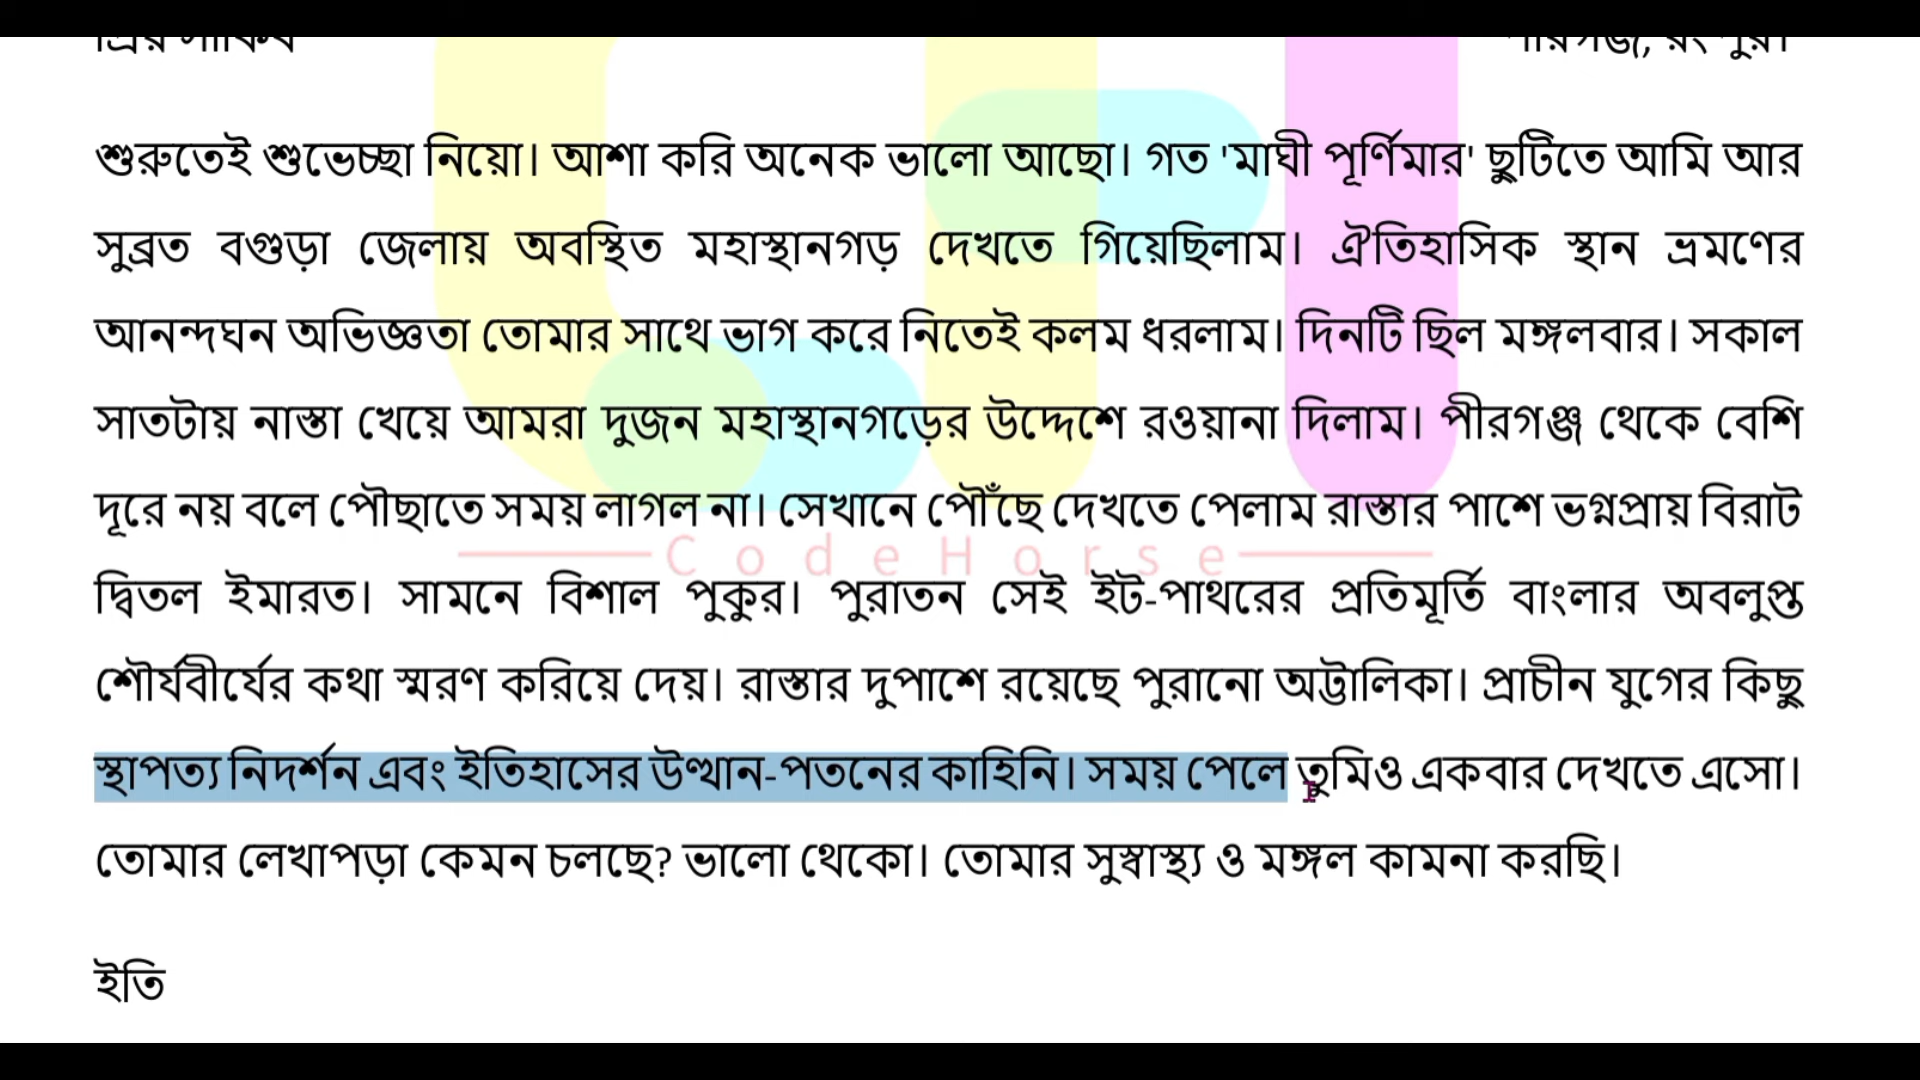 প্রিয় সাকিব
পীরগঞ্জ, রংপুর।
শুরুতেই শুভেচ্ছা নিয়ো। আশা করি অনেক ভালো আছো। গত 'মাঘী পূর্ণিমার' ছুটিতে আমি আর
সুব্রত বগুড়া জেলায় অবস্থিত মহাস্থানগড় দেখতে গিয়েছিলাম। ঐতিহাসিক স্থান ভ্রমণের
আনন্দঘন অভিজ্ঞতা তোমার সাথে ভাগ করে নিতেই কলম ধরলাম। দিনটি ছিল মঙ্গলবার। সকাল
সাতটায় নাস্তা খেয়ে আমরা দুজন মহাস্থানগড়ের উদ্দেশে রওয়ানা দিলাম। পীরগঞ্জ থেকে বেশি
দূরে নয় বলে পৌছাতে সময় লাগল না। সেখানে পৌঁছে দেখতে পেলাম রাস্তার পাশে ভগ্নপ্রায় বিরাট
CodeHorse
দ্বিতল ইমারত। সামনে বিশাল পুকুর। পুরাতন সেই ইট-পাথরের প্রতিমূর্তি বাংলার অবলুপ্ত
শৌর্যবীর্যের কথা স্মরণ করিয়ে দেয়। রাস্তার দুপাশে রয়েছে পুরানো অট্টালিকা। প্রাচীন যুগের কিছু
স্থাপত্য নিদর্শন এবং ইতিহাসের উত্থান-পতনের কাহিনি। সময় পেলে তুমিও একবার দেখতে এসো।
তোমার লেখাপড়া কেমন চলছে? ভালো থেকো। তোমার সুস্বাস্থ্য ও মঙ্গল কামনা করছি।
ইতি